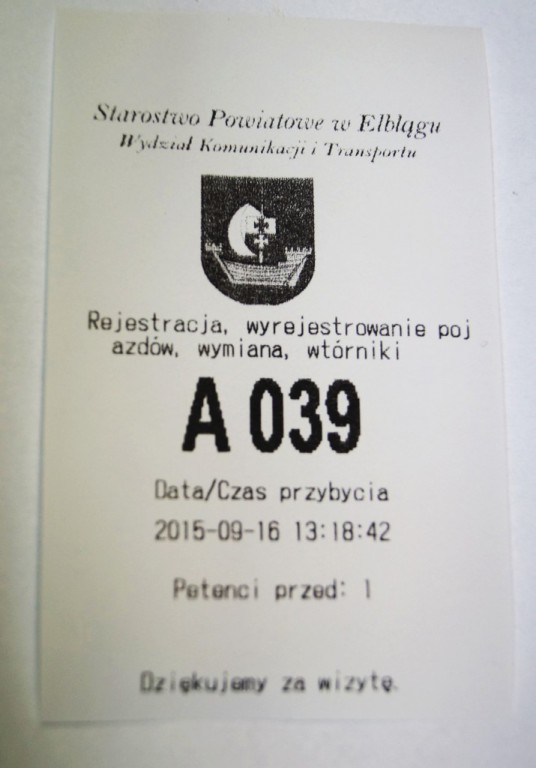 Starostwo Powiatowe w Elblągu
Wydział Komunikacji i Transportu
Rejestracja, wyrejestrowanie poj
azdów, wymiana, wtórniki
A 039
Data/Czas przybycia
2015-09-16 13:18:42
Petenci przed: 1
Dziękujemy za wizytę.